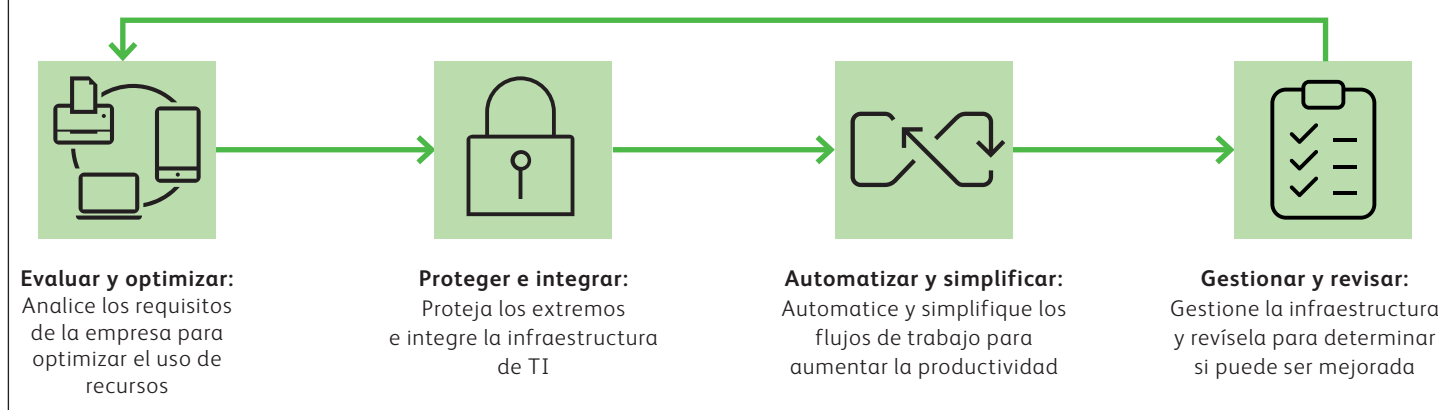 Evaluar y optimizar:
Analice los requisitos
de la empresa para
optimizar el uso de
recursos
Proteger e integrar:
Proteja los extremos
e integre la infraestructura
de TI
Automatizar y simplificar:
Automatice y simplifique los
flujos de trabajo para
aumentar la productividad
Gestionar y revisar:
Gestione la infraestructura
y revísela para determinar
si puede ser mejorada